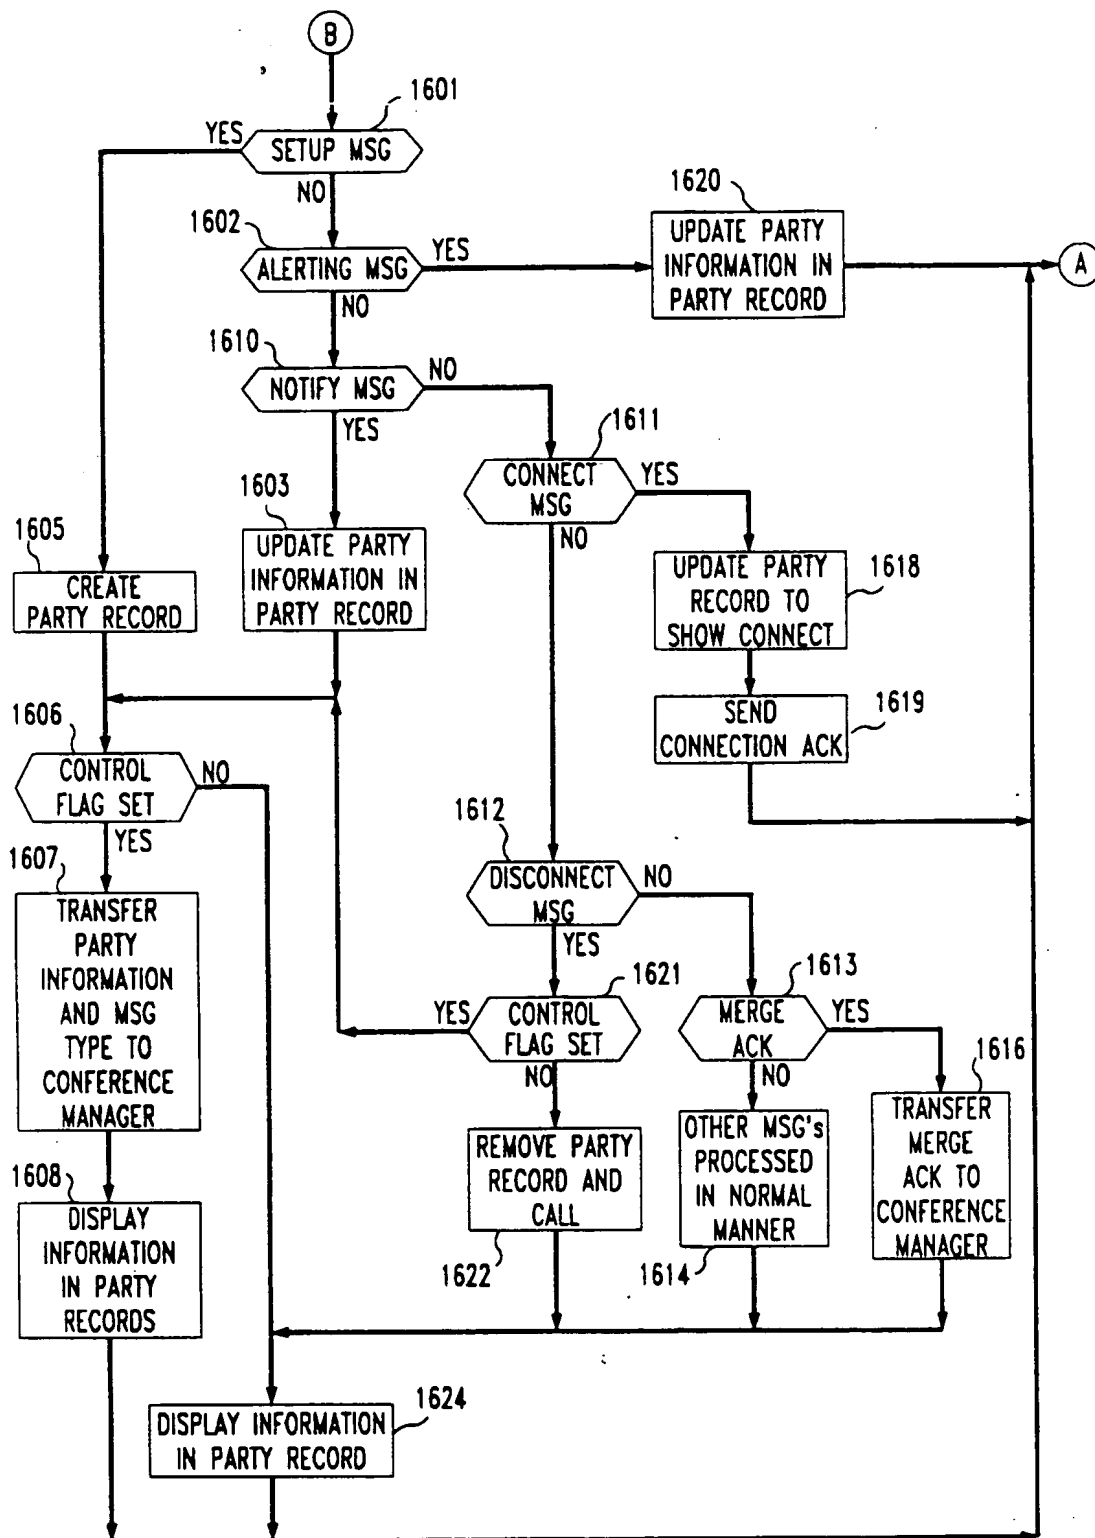 B
1601
YES
SETUP MSG
NO
1620
1602
YES
UPDATE PARTY
INFORMATION IN
PARTY RECORD
ALERTING MSG
A
NO
1610
NO
NOTIFY MSG
YES
1611
CONNECT
MSG
YES
NO
1603
UPDATE PARTY
INFORMATION IN
PARTY RECORD
1605
CREATE
PARTY RECORD
UPDATE PARTY
RECORD TO
SHOW CONNECT
1618
SEND
CONNECTION ACK
1619
1606
CONTROL
FLAG SET
NO
YES
1612
DISCONNECT
MSG
NO
YES
1607
TRANSFER
PARTY
INFORMATION
AND MSG
TYPE TO
CONFERENCE
MANAGER
1621
YES
CONTROL
FLAG SET
NO
1613
MERGE
ACK
YES
NO
1616
TRANSFER
MERGE
ACK TO
CONFERENCE
MANAGER
REMOVE PARTY
RECORD AND
CALL
1622
OTHER MSG's
PROCESSED
IN NORMAL
MANNER
1614
1608
DISPLAY
INFORMATION
IN PARTY
RECORDS
1624
DISPLAY INFORMATION
IN PARTY RECORD